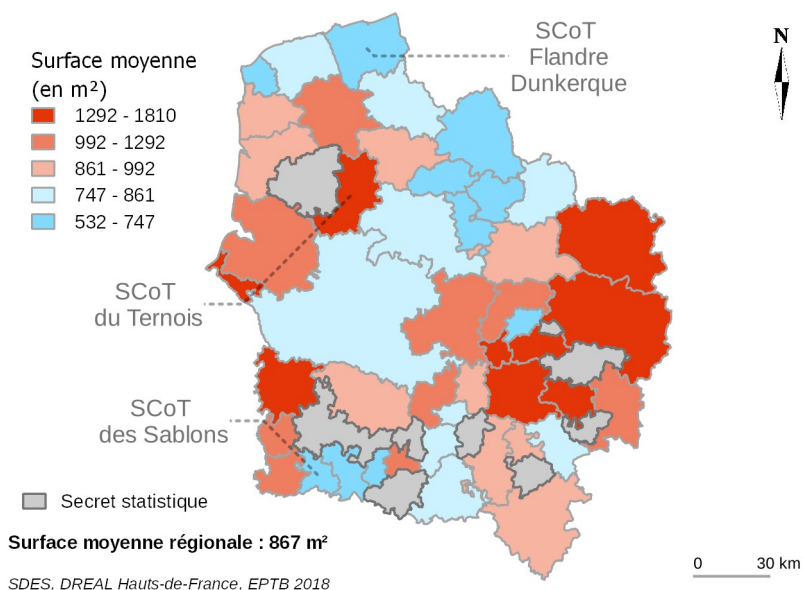 SCoT
Flandre
Dunkerque
N
Surface moyenne
(en m²)
1292 - 1810
992 - 1292
861 - 992
747 - 861
532 - 747
SCoT
du Ternois
SCoT
des Sablons
Secret statistique
Surface moyenne régionale : 867 m²
0 30 km
SDES, DREAL Hauts-de-France, EPTB 2018